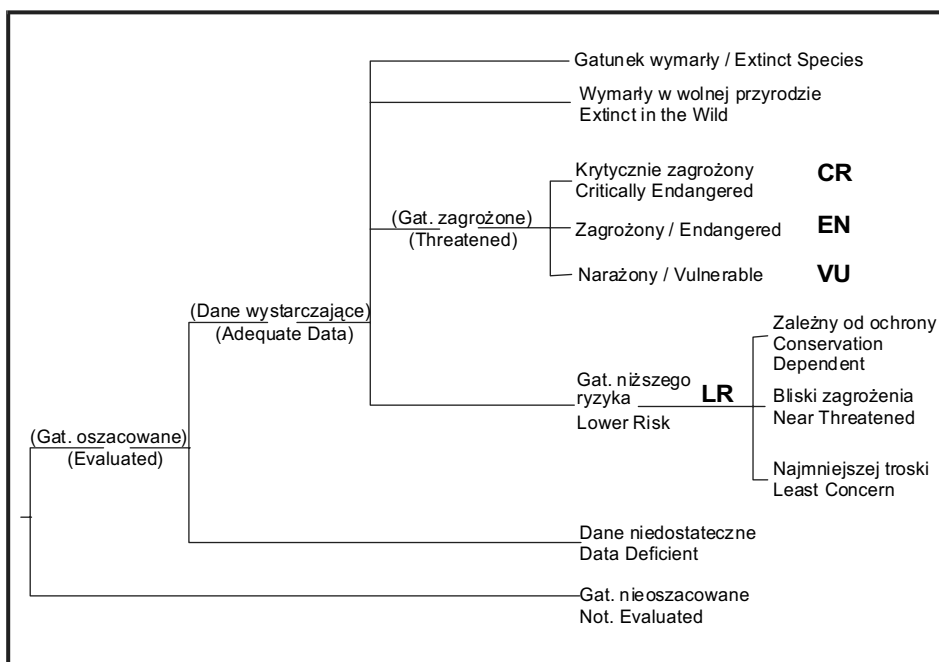 Gatunek wymarły / Extinct Species
Wymarły w wolnej przyrodzie
Extinct in the Wild
Krytycznie zagrożony
Critically Endangered
CR
(Gat. zagrożone)
(Threatened)
Zagrożony / Endangered
EN
Narażony / Vulnerable
VU
(Dane wystarczające)
(Adequate Data)
Zależny od ochrony
Conservation
Dependent
Gat. niższego
ryzyka
Lower Risk
LR
Bliski zagrożenia
Near Threatened
(Gat. oszacowane)
(Evaluated)
Najmniejszej troski
Least Concern
Dane niedostateczne
Data Deficient
Gat. nieoszacowane
Not. Evaluated